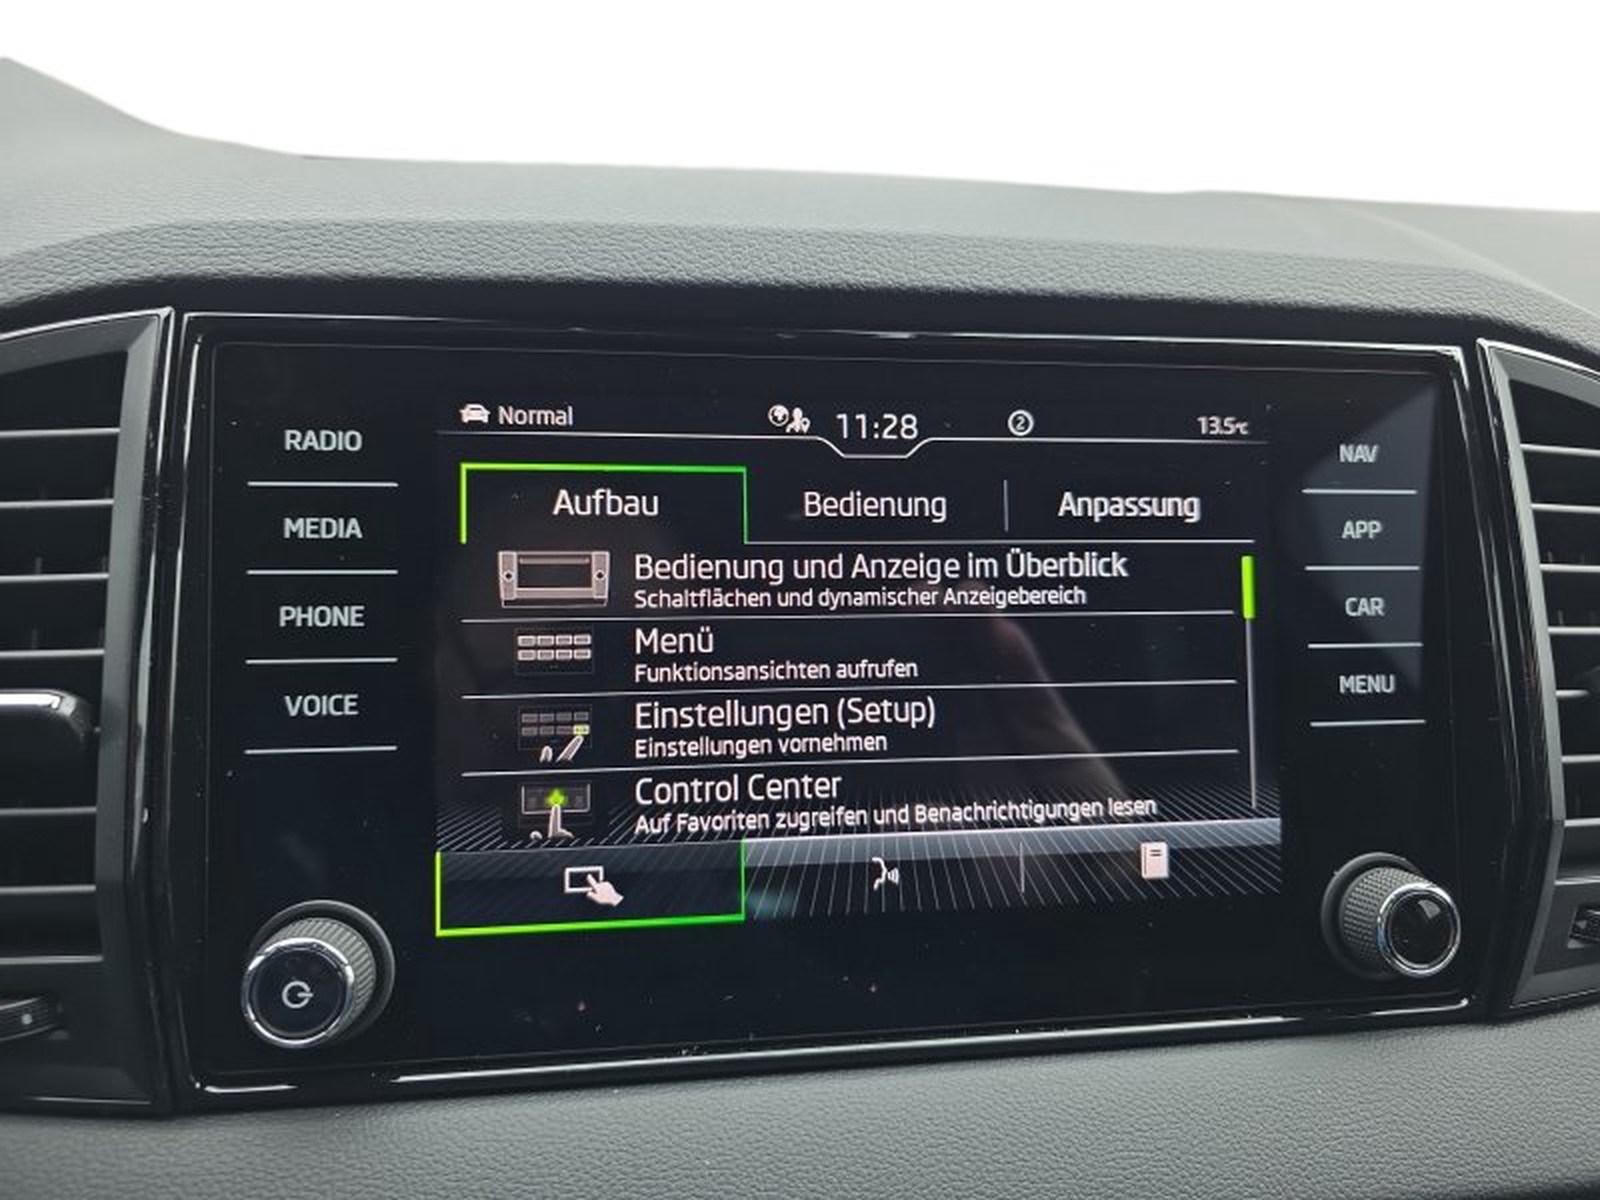 Normal
11:28
2
13.5°C
RADIO
MEDIA
PHONE
VOICE
NAV
APP
CAR
MENU
Aufbau
Bedienung
Anpassung
Bedienung und Anzeige im Überblick
Schaltflächen und dynamischer Anzeigebereich
Menü
Funktionsansichten aufrufen
Einstellungen (Setup)
Einstellungen vornehmen
Control Center
Auf Favoriten zugreifen und Benachrichtigungen lesen